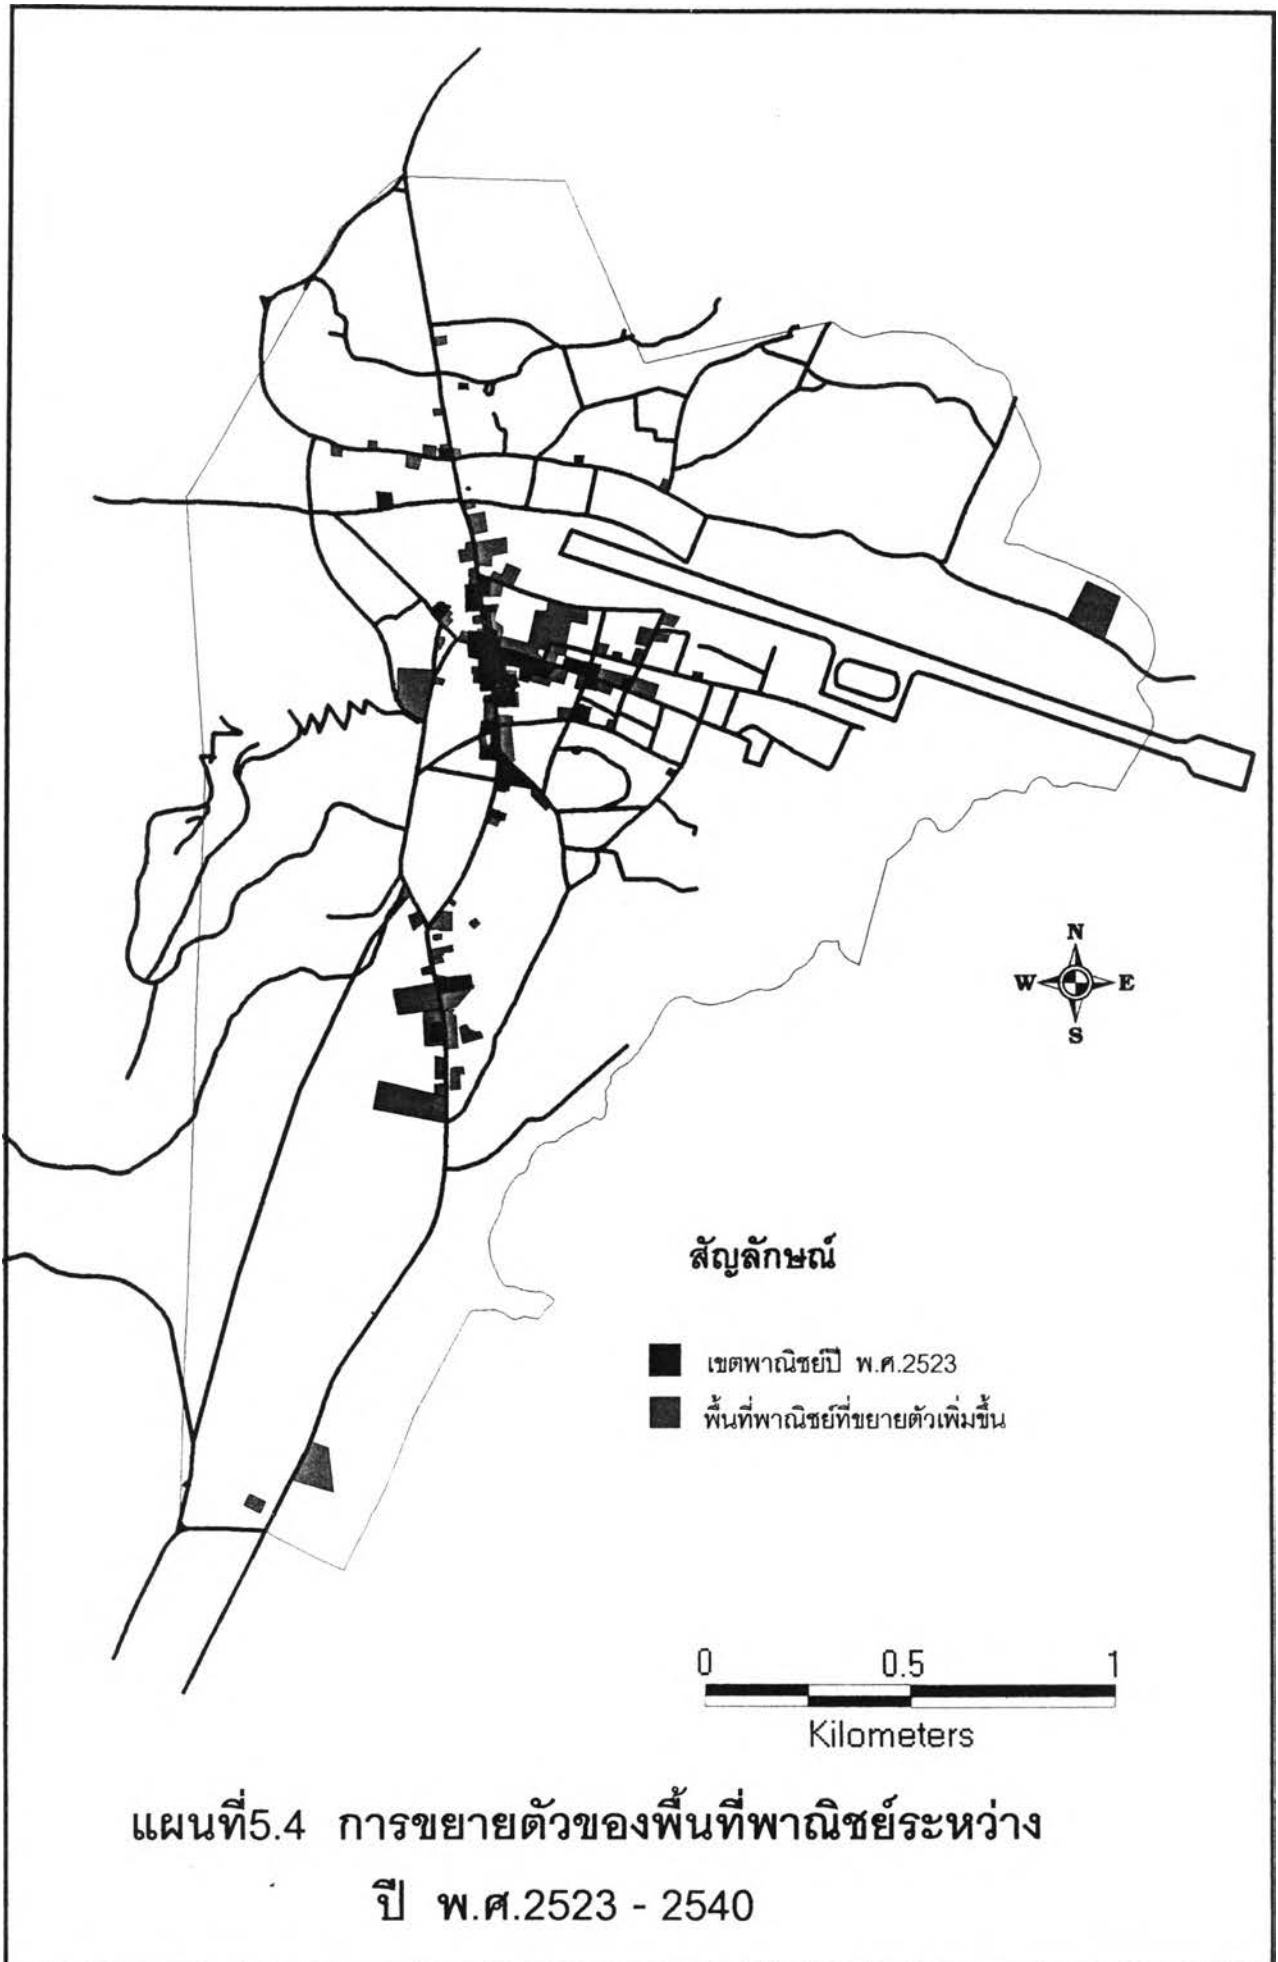 N
W E
S
สัญลักษณ์
เขตพาณิชย์ปี พ.ศ.2523
พื้นที่พาณิชย์ที่ขยายตัวเพิ่มขึ้น
0 0.5 1
Kilometers
แผนที่5.4 การขยายตัวของพื้นที่พาณิชย์ระหว่าง
ปี พ.ศ.2523 - 2540